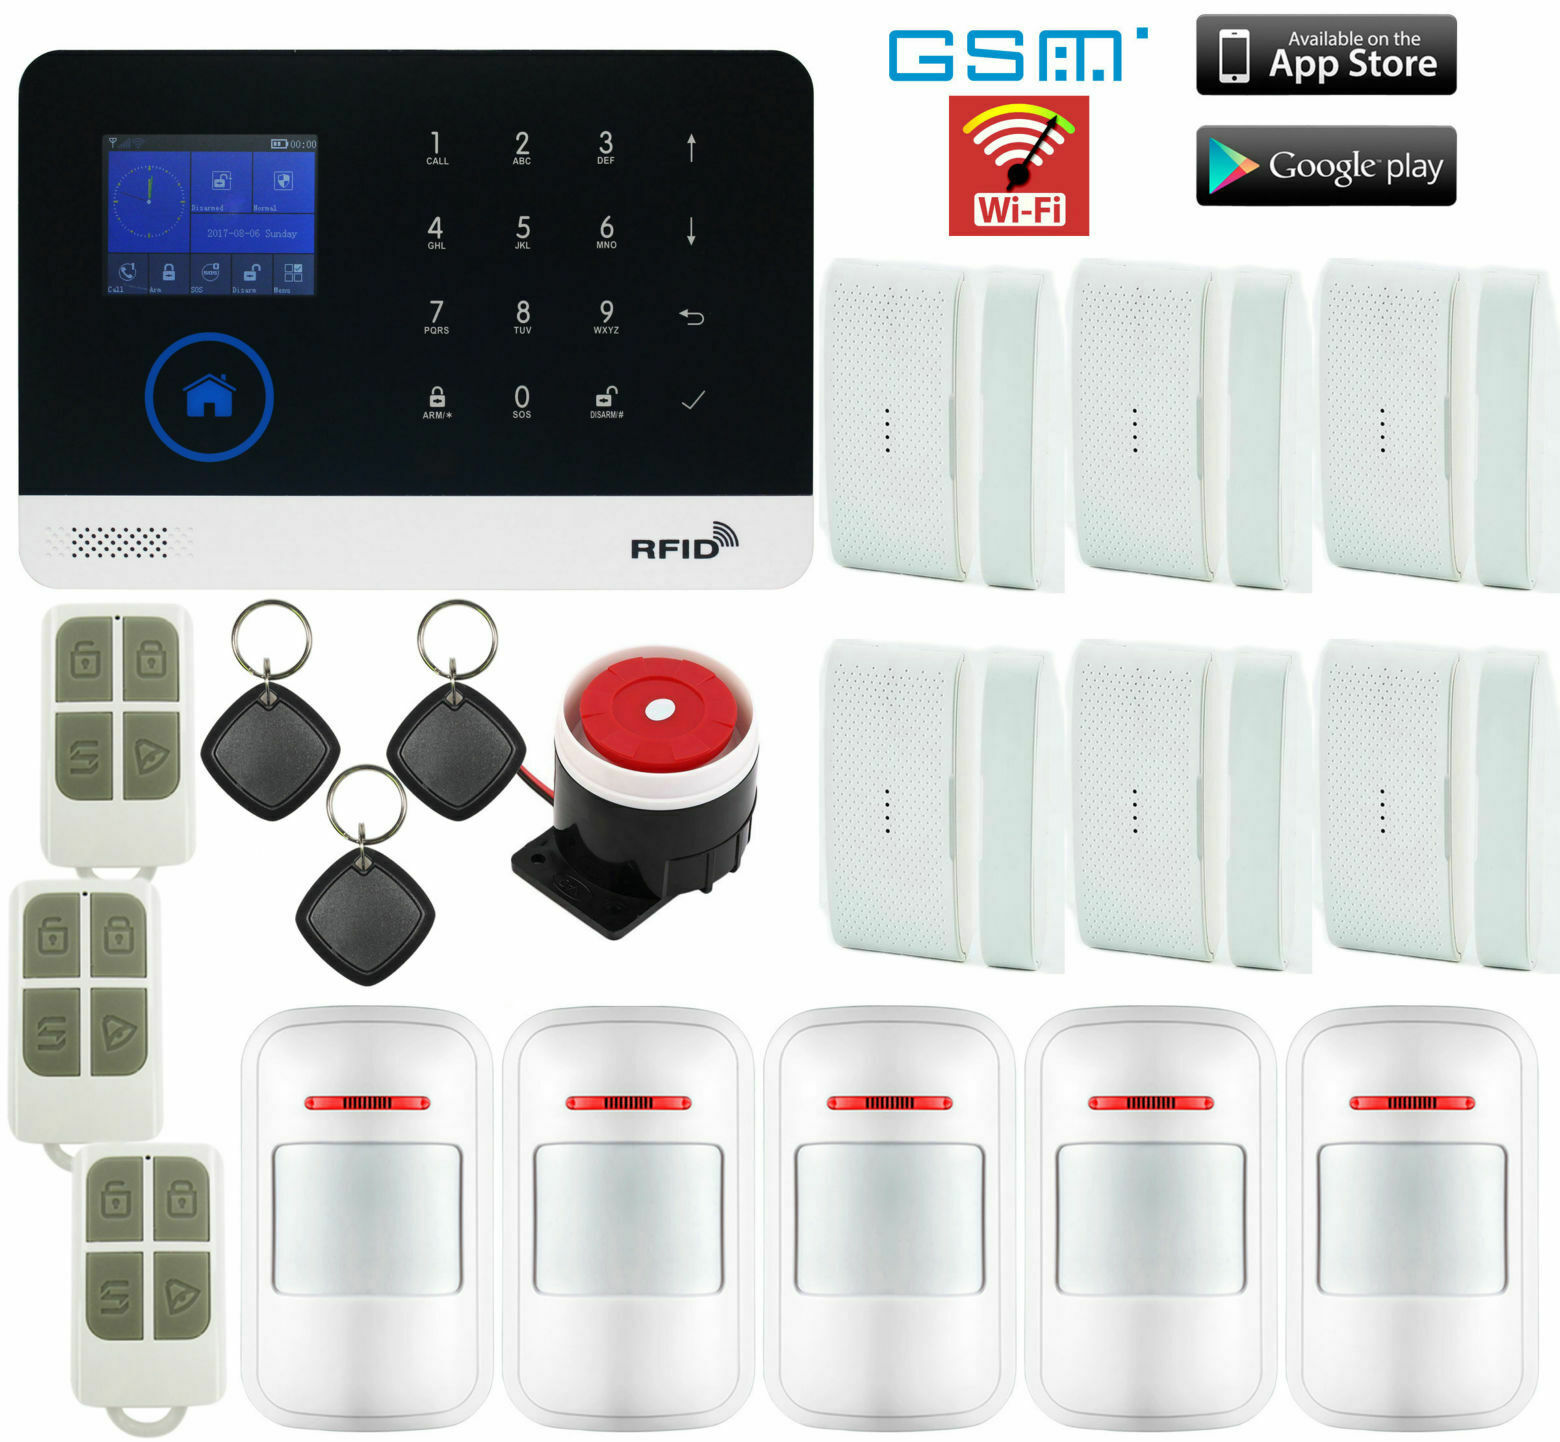 00:00
Disarmed
Normal
2017-08-06 Sunday
Call
Arm
SOS
Disarm
Menu
1
CALL
2
ABC
3
DEF
4
GHL
5
JKL
6
MNO
7
PQRS
8
TUV
9
WXYZ
ARM/*
0
SOS
DISARM/#
RFID
GSM
Wi-Fi
Available on the
App Store
Google play